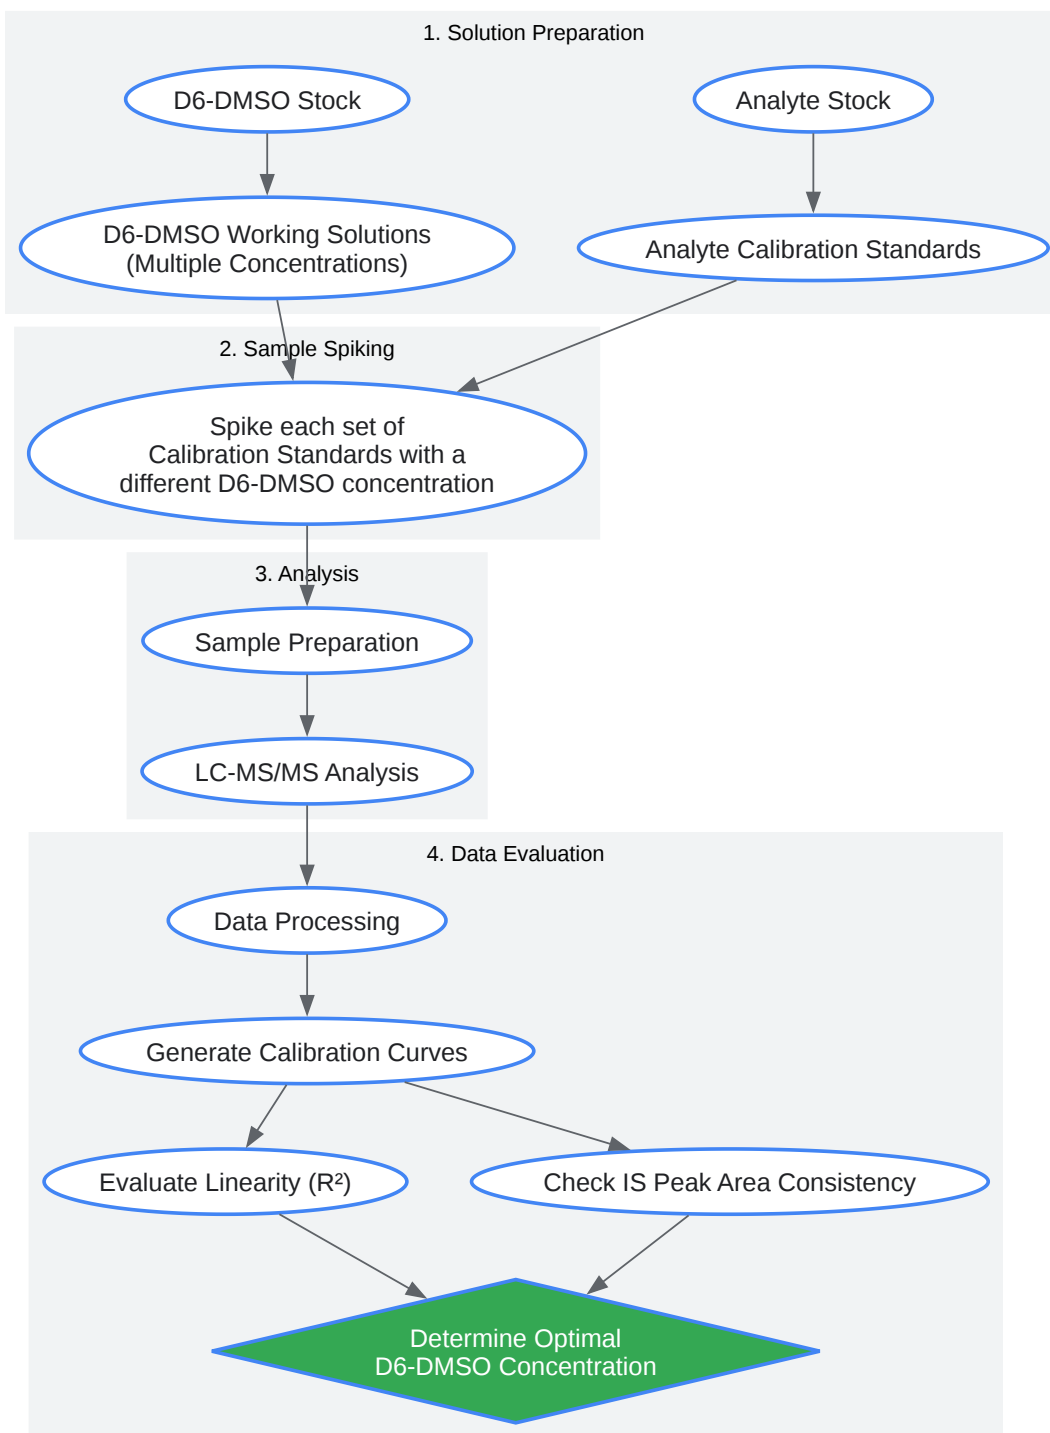 1. Solution Preparation
D6-DMSO Stock
Analyte Stock
D6-DMSO Working Solutions
(Multiple Concentrations)
Analyte Calibration Standards
2. Sample Spiking
Spike each set of
Calibration Standards with a
different D6-DMSO concentration
3. Analysis
Sample Preparation
LC-MS/MS Analysis
4. Data Evaluation
Data Processing
Generate Calibration Curves
Evaluate Linearity (R²)
Check IS Peak Area Consistency
Determine Optimal
D6-DMSO Concentration